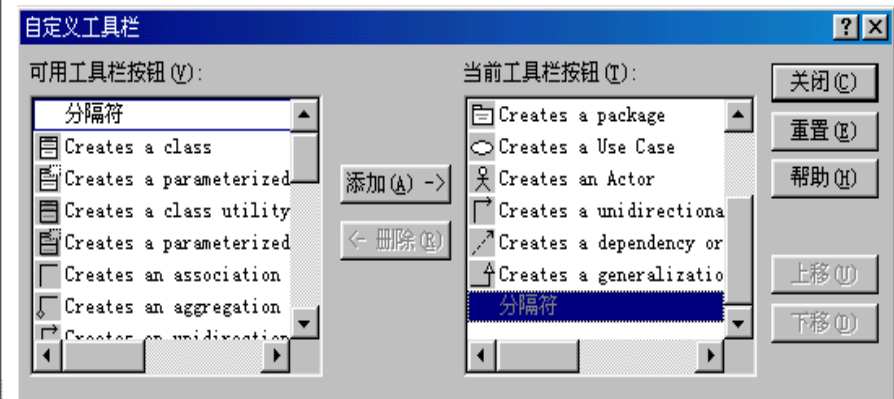 自定义工具栏
可用工具栏按钮(V):
分隔符
Creates a class
Creates a parameterized
Creates a class utility
Creates a parameterized
Creates an association
Creates an aggregation
Creates an unidirection
添加(A) ->
<- 删除(R)
当前工具栏按钮(T):
Creates a package
Creates a Use Case
Creates an Actor
Creates a unidirectiona
Creates a dependency or
Creates a generalizatio
分隔符
关闭(C)
重置(E)
帮助(H)
上移(U)
下移(D)